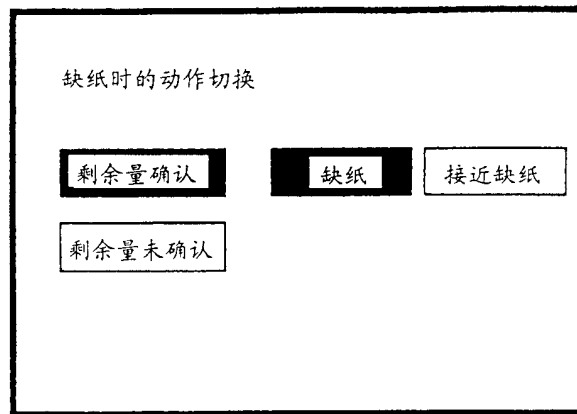 缺纸时的动作切换
剩余量确认 缺纸 接近缺纸
剩余量未确认